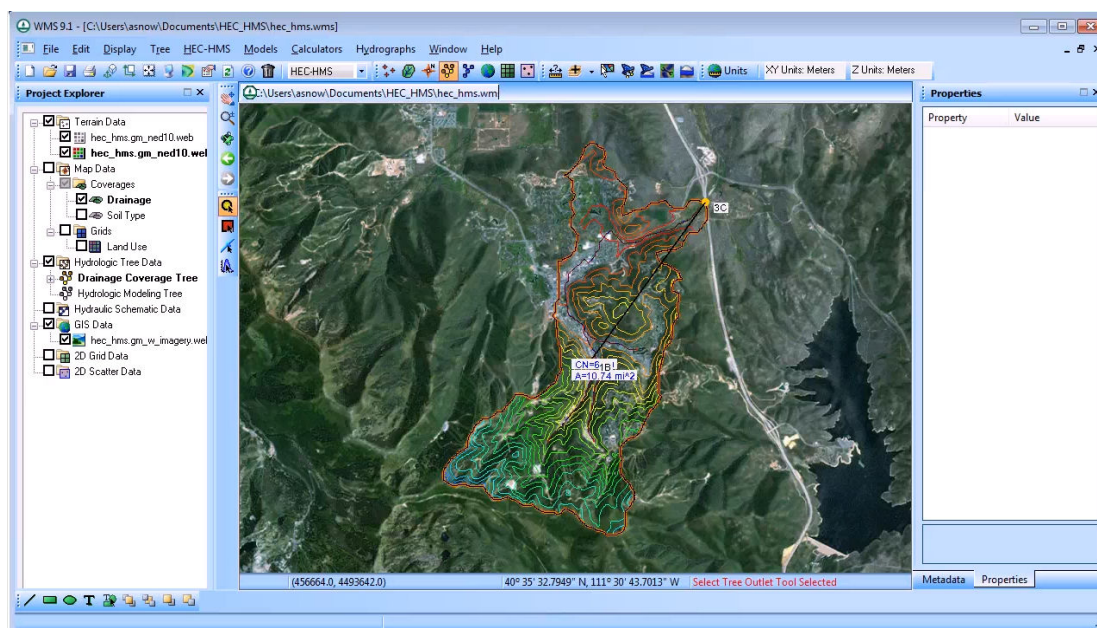 WMS 9.1 - [C:\Users\asnow\Documents\HEC_HMS\hec_hms.wms]
File Edit Display Tree HEC-HMS Models Calculators Hydrographs Window Help
HEC-HMS Units XY Units: Meters Z Units: Meters
Project Explorer
C:\Users\asnow\Documents\HEC_HMS\hec_hms.wm
Properties
Property Value
Terrain Data
hec_hms.gm_ned10.web
hec_hms.gm_ned10.wel
Map Data
Coverages
Drainage
Soil Type
Grids
Land Use
Hydrologic Tree Data
Drainage Coverage Tree
Hydrologic Modeling Tree
Hydraulic Schematic Data
GIS Data
hec_hms.gm_w_imagery.wel
2D Grid Data
2D Scatter Data
3C
CN=6 1B
A=10.74 mi^2
(456664.0, 4493642.0) 40° 35' 32.7949" N, 111° 30' 43.7013" W Select Tree Outlet Tool Selected
Metadata Properties
T